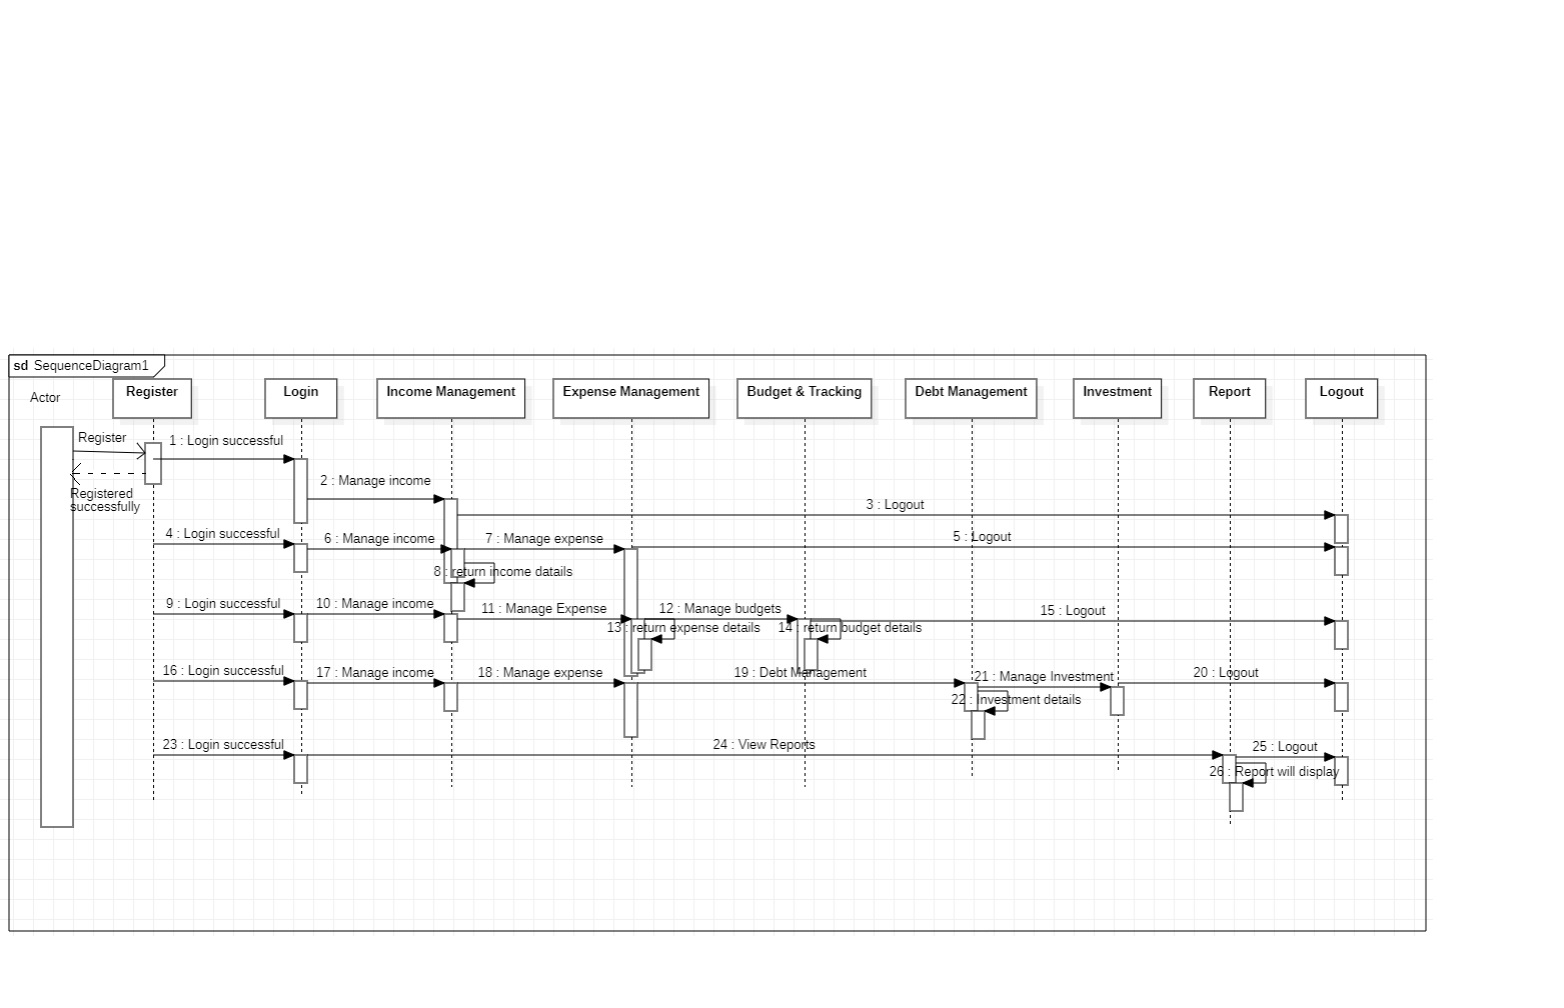 sd SequenceDiagram1
Actor
Register
Login
Income Management
Expense Management
Budget & Tracking
Debt Management
Investment
Report
Logout
Register
1 : Login successful
Registered
successfully
2 : Manage income
3 : Logout
4 : Login successful
6 : Manage income
7 : Manage expense
5 : Logout
8 : return income datails
9 : Login successful
10 : Manage income
11 : Manage Expense
12 : Manage budgets
15 : Logout
13 : return expense details
14 : return budget details
16 : Login successful
17 : Manage income
18 : Manage expense
19 : Debt Management
21 : Manage Investment
20 : Logout
22 : Investment details
23 : Login successful
24 : View Reports
25 : Logout
26 : Report will display